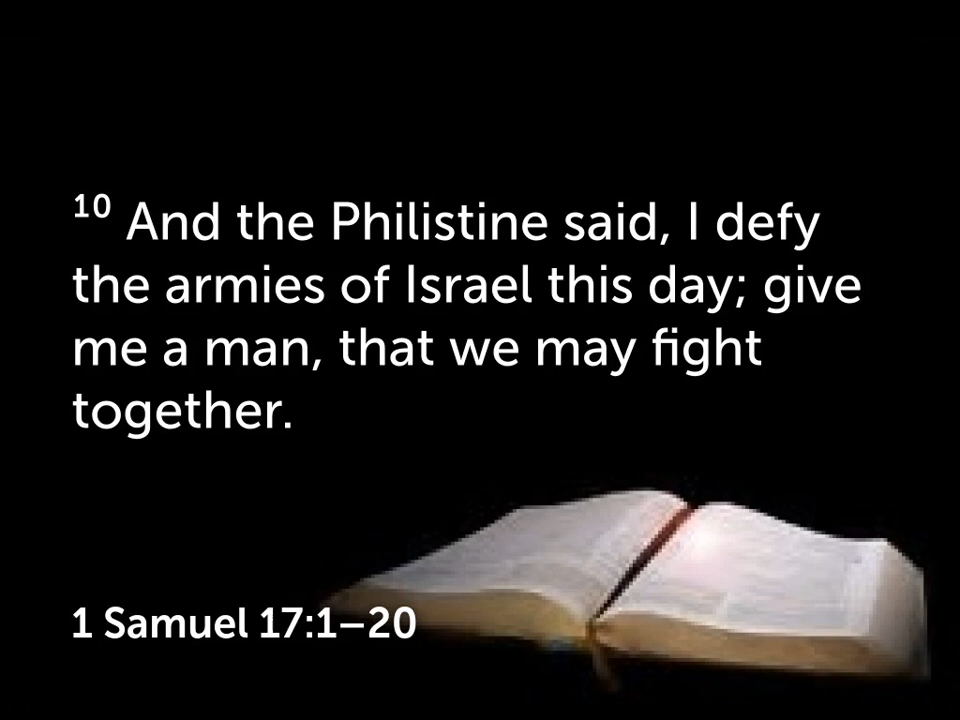 ¹⁰ And the Philistine said, I defy
the armies of Israel this day; give
me a man, that we may fight
together.
1 Samuel 17:1–20